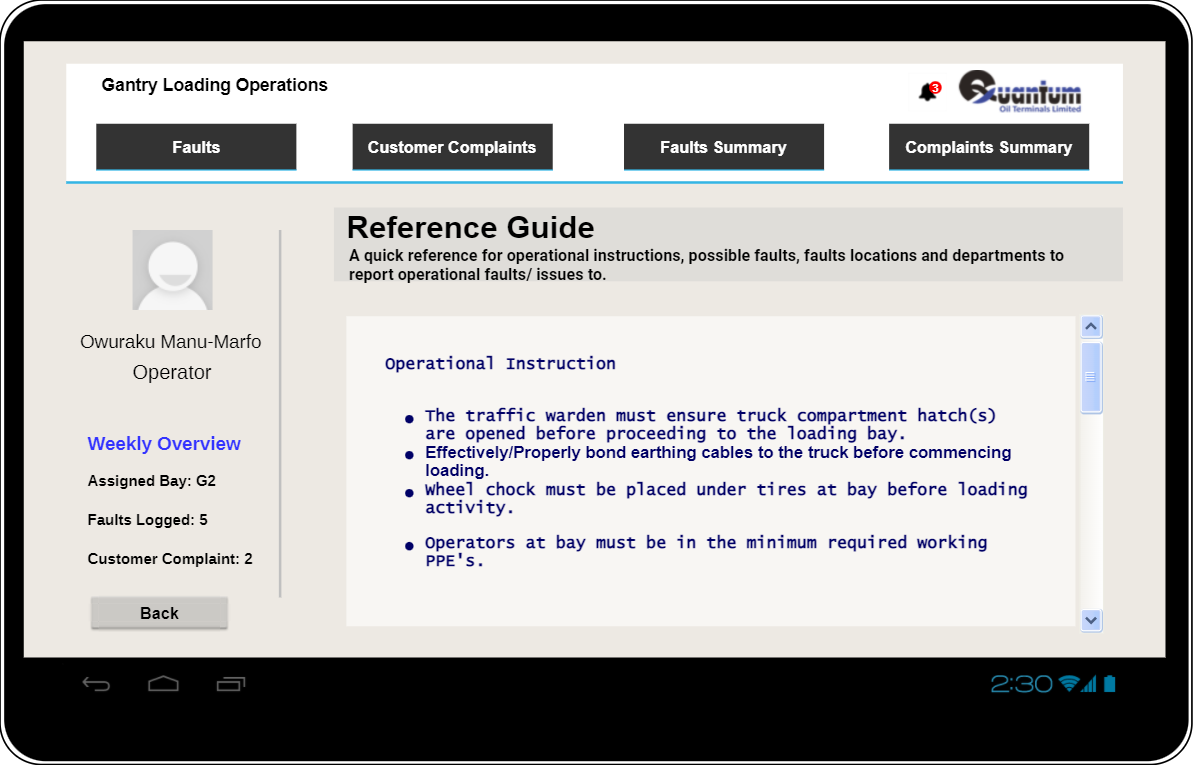 Gantry Loading Operations
3
Quantum
Oil Terminals Limited
Faults
Customer Complaints
Faults Summary
Complaints Summary
Reference Guide
A quick reference for operational instructions, possible faults, faults locations and departments to
report operational faults/ issues to.
Owuraku Manu-Marfo
Operator
Weekly Overview
Assigned Bay: G2
Faults Logged: 5
Customer Complaint: 2
Back
Operational Instruction
• The traffic warden must ensure truck compartment hatch(s)
are opened before proceeding to the loading bay.
• Effectively/Properly bond earthing cables to the truck before commencing
loading.
• Wheel chock must be placed under tires at bay before loading
activity.
• Operators at bay must be in the minimum required working
PPE's.
2:30